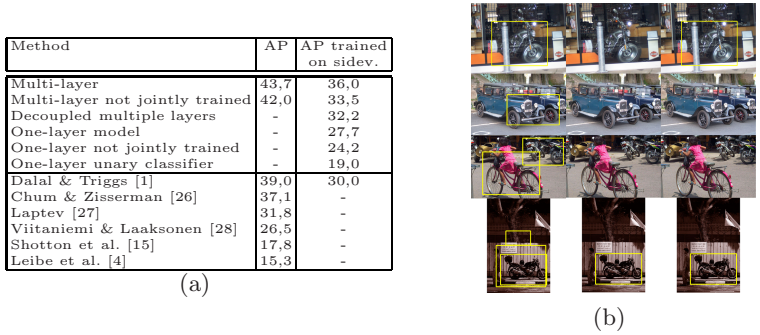 Method AP AP trained
on sidev.
Multi-layer 43,7 36,0
Multi-layer not jointly trained 42,0 33,5
Decoupled multiple layers - 32,2
One-layer model - 27,7
One-layer not jointly trained - 24,2
One-layer unary classifier - 19,0
Dalal & Triggs [1] 39,0 30,0
Chum & Zisserman [26] 37,1 -
Laptev [27] 31,8 -
Viitaniemi & Laaksonen [28] 26,5 -
Shotton et al. [15] 17,8 -
Leibe et al. [4] 15,3 -
(a)
(b)